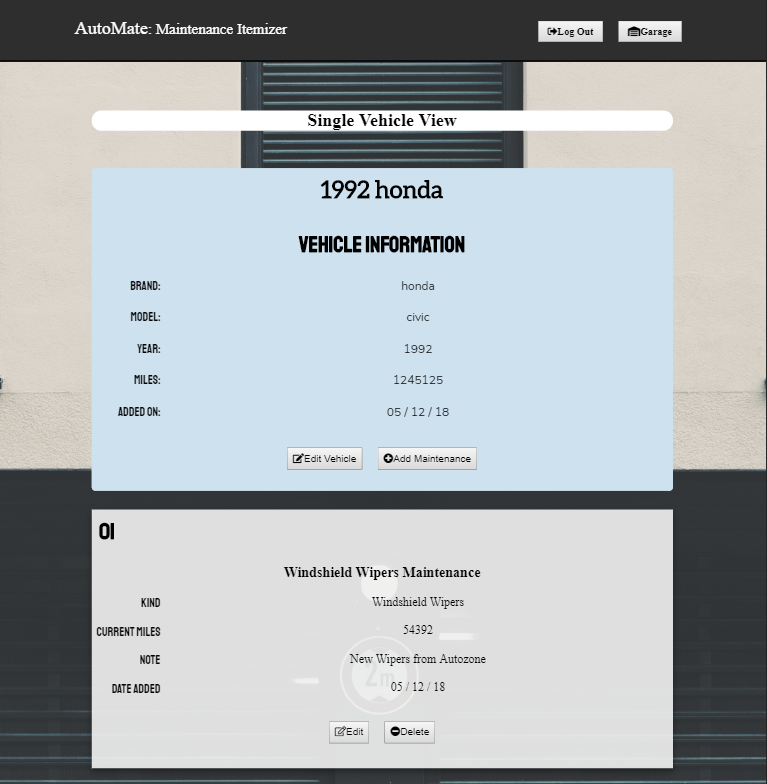 AutoMate: Maintenance Itemizer
Log Out
Garage
Single Vehicle View
1992 honda
VEHICLE INFORMATION
BRAND: honda
MODEL: civic
YEAR: 1992
MILES: 1245125
ADDED ON: 05 / 12 / 18
Edit Vehicle
Add Maintenance
01
Windshield Wipers Maintenance
KIND Windshield Wipers
CURRENT MILES 54392
NOTE New Wipers from Autozone
DATE ADDED 05 / 12 / 18
2m
Edit
Delete